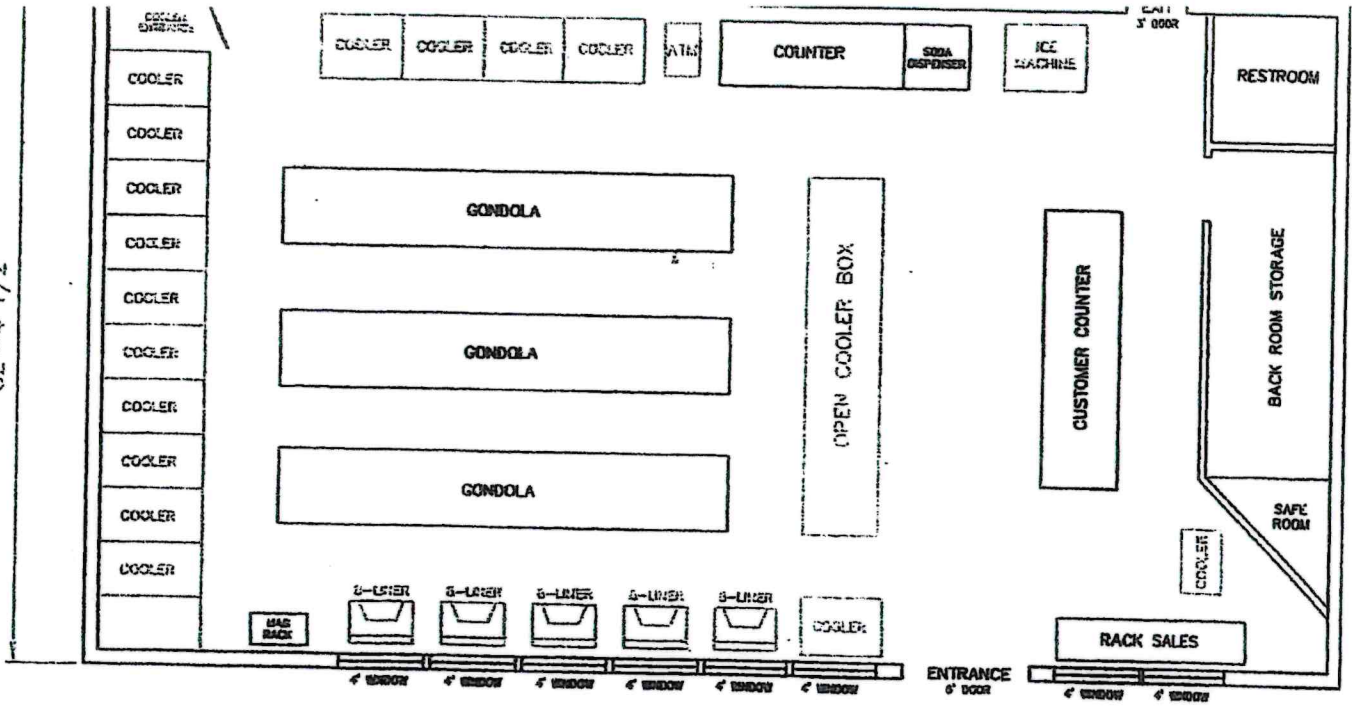 COOLER
ENTRANCE
COOLER
COOLER
COOLER
COOLER
ATM
COUNTER
SODA
DISPENSER
ICE
MACHINE
EXIT
3' DOOR
RESTROOM
COOLER
COOLER
COOLER
COOLER
COOLER
COOLER
COOLER
COOLER
COOLER
COOLER
GONDOLA
GONDOLA
GONDOLA
OPEN COOLER BOX
CUSTOMER COUNTER
BACK ROOM STORAGE
SAFE
ROOM
COOLER
RACK
COOLER
RACK SALES
4' WINDOW
4' WINDOW
4' WINDOW
4' WINDOW
4' WINDOW
4' WINDOW
ENTRANCE
6' DOOR
4' WINDOW
4' WINDOW